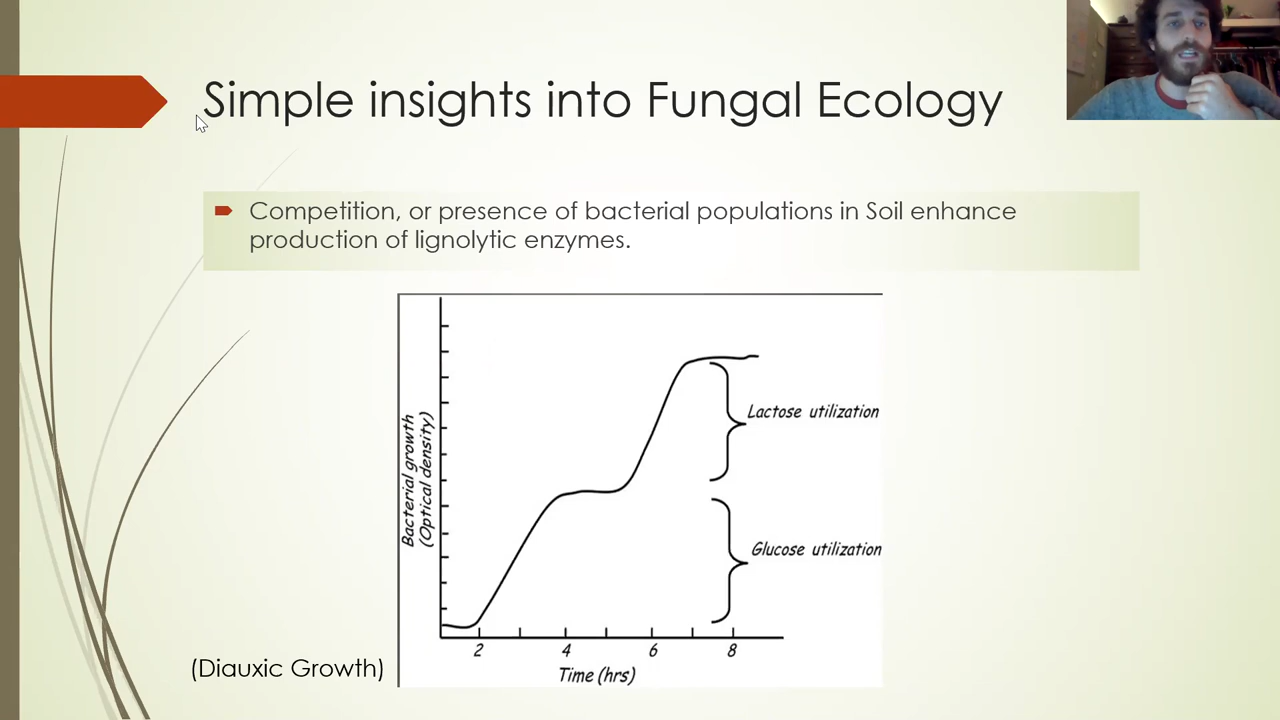 Simple insights into Fungal Ecology
Competition, or presence of bacterial populations in Soil enhance
production of lignolytic enzymes.
Bacterial growth
(Optical density)
Lactose utilization
Glucose utilization
2 4 6 8
Time (hrs)
(Diauxic Growth)